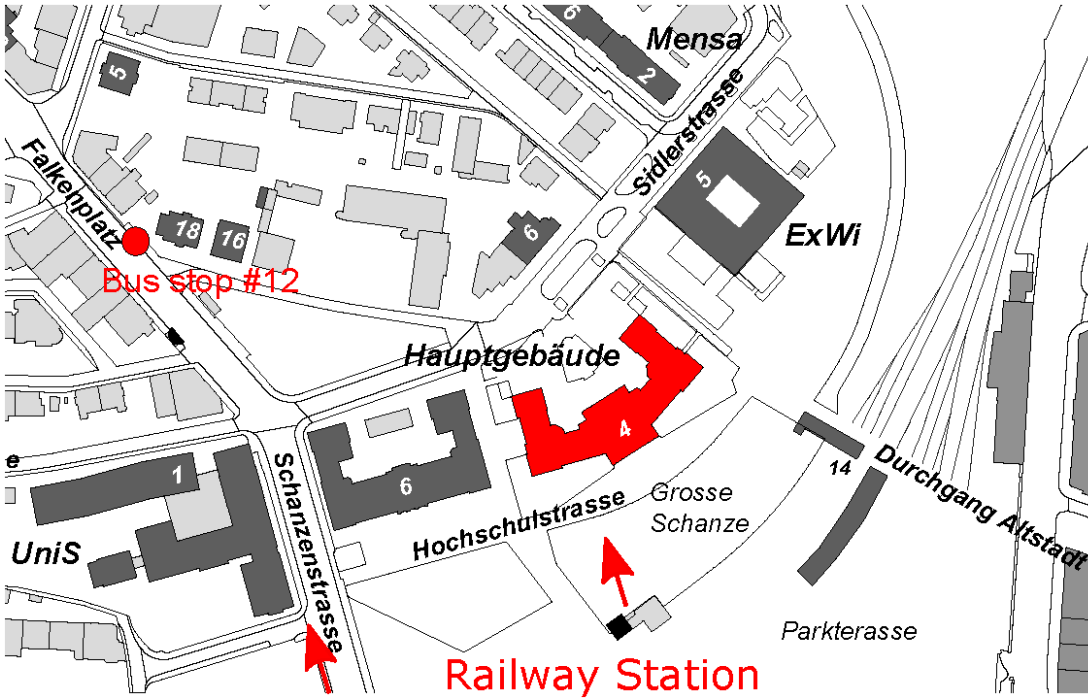 6
Mensa
2
5
Sidlerstrasse
5
Falkenplatz
18
16
6
ExWi
Bus stop #12
Hauptgebäude
4
e
1
6
Schanzenstrasse
14
Durchgang Altstadt
Grosse
Schanze
Hochschulstrasse
UniS
Parkterasse
Railway Station